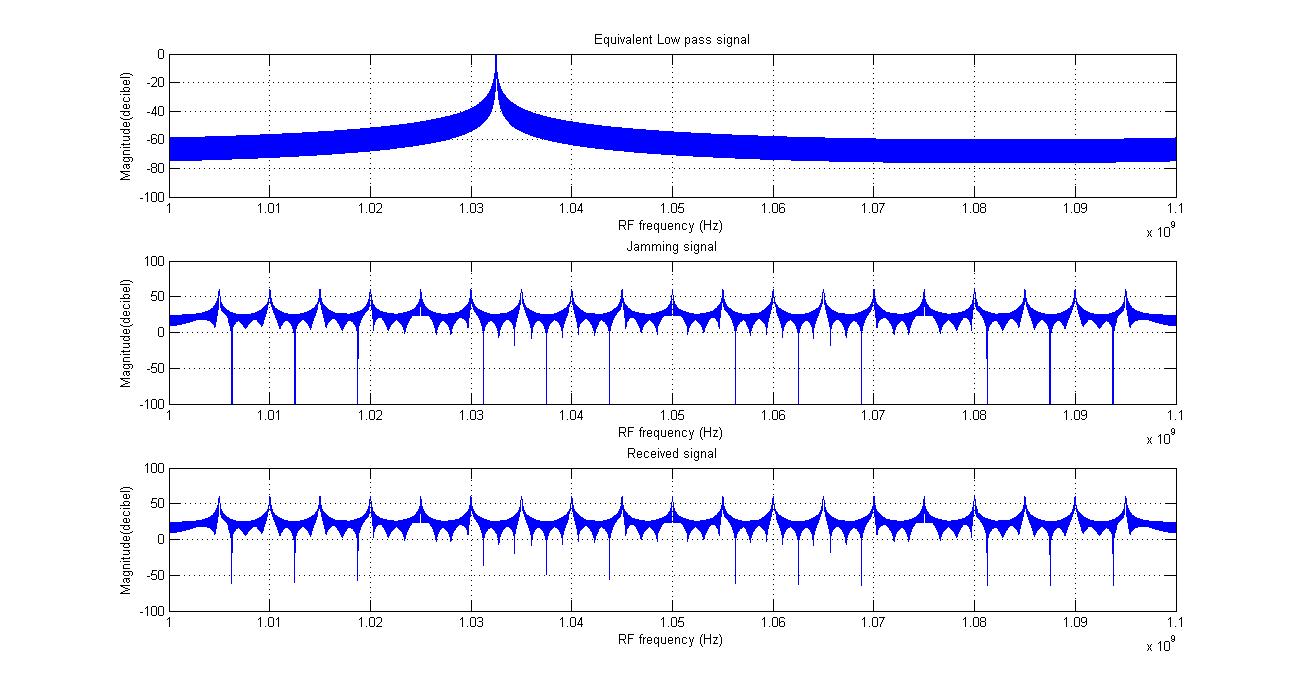 Equivalent Low pass signal
0
-20
-40
-60
-80
-100
Magnitude(decibel)
1 1.01 1.02 1.03 1.04 1.05 1.06 1.07 1.08 1.09 1.1
RF frequency (Hz)
x 10^9
Jamming signal
100
50
0
-50
-100
Magnitude(decibel)
1 1.01 1.02 1.03 1.04 1.05 1.06 1.07 1.08 1.09 1.1
RF frequency (Hz)
x 10^9
Received signal
100
50
0
-50
-100
Magnitude(decibel)
1 1.01 1.02 1.03 1.04 1.05 1.06 1.07 1.08 1.09 1.1
RF frequency (Hz)
x 10^9